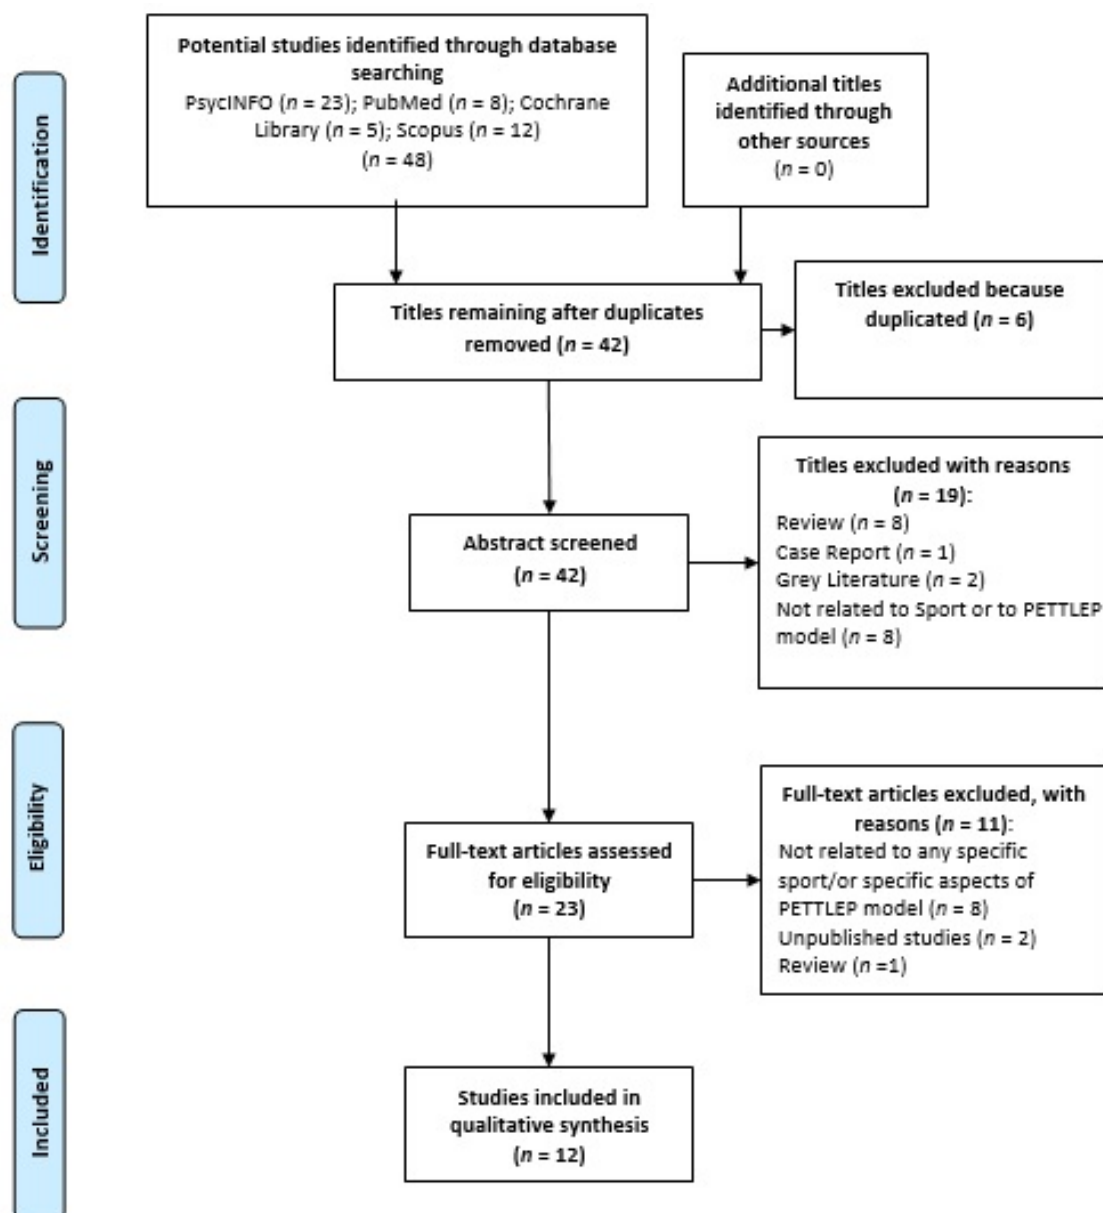 Identification
Potential studies identified through database
searching
PsycINFO (n = 23); PubMed (n = 8); Cochrane
Library (n = 5); Scopus (n = 12)
(n = 48)
Additional titles
identified through
other sources
(n = 0)
Titles remaining after duplicates
removed (n = 42)
Titles excluded because
duplicated (n = 6)
Screening
Abstract screened
(n = 42)
Titles excluded with reasons
(n = 19):
Review (n = 8)
Case Report (n = 1)
Grey Literature (n = 2)
Not related to Sport or to PETTLEP
model (n = 8)
Eligibility
Full-text articles assessed
for eligibility
(n = 23)
Full-text articles excluded, with
reasons (n = 11):
Not related to any specific
sport/or specific aspects of
PETTLEP model (n = 8)
Unpublished studies (n = 2)
Review (n =1)
Included
Studies included in
qualitative synthesis
(n = 12)